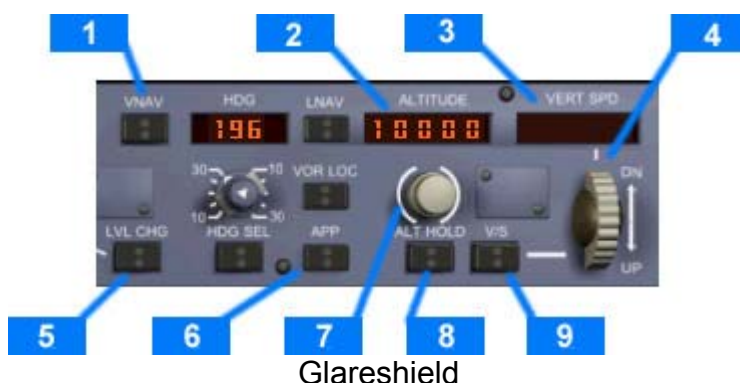 1 2 3 4
VNAV HDG LNAV ALTITUDE VERT SPD
196 10000
30 10 VOR LOC DN
10 30
LVL CHG HDG SEL APP ALT HOLD V/S UP
5 6 7 8 9
Glareshield